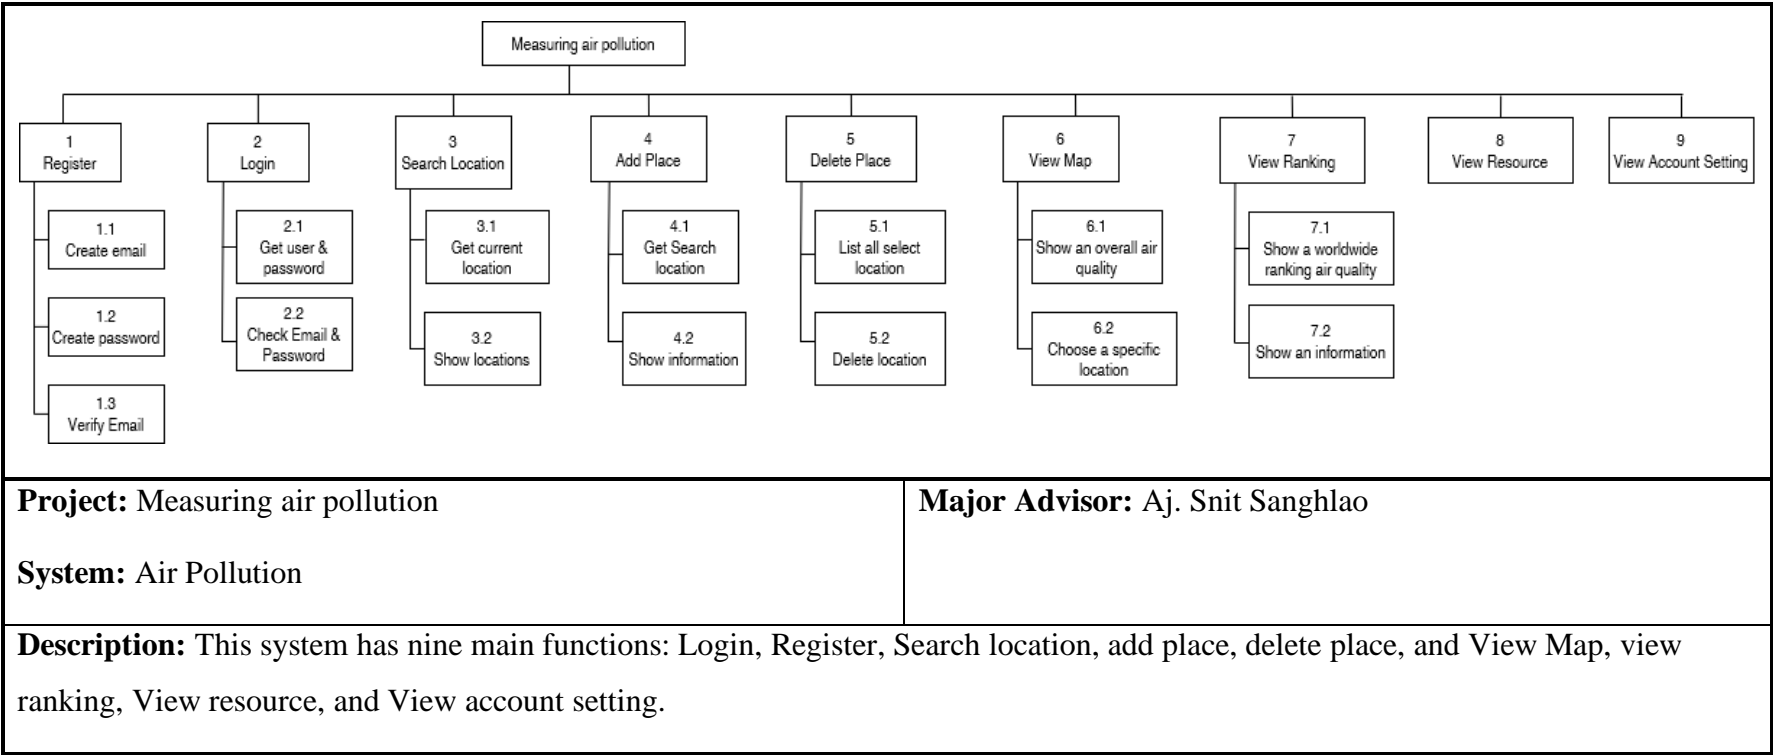 Measuring air pollution
1
Register
2
Login
3
Search Location
4
Add Place
5
Delete Place
6
View Map
7
View Ranking
8
View Resource
9
View Account Setting
1.1
Create email
1.2
Create password
1.3
Verify Email
2.1
Get user &
password
2.2
Check Email &
Password
3.1
Get current
location
3.2
Show locations
4.1
Get Search
location
4.2
Show information
5.1
List all select
location
5.2
Delete location
6.1
Show an overall air
quality
6.2
Choose a specific
location
7.1
Show a worldwide
ranking air quality
7.2
Show an information
Project: Measuring air pollution
System: Air Pollution
Major Advisor: Aj. Snit Sanghlao
Description: This system has nine main functions: Login, Register, Search location, add place, delete place, and View Map, view
ranking, View resource, and View account setting.